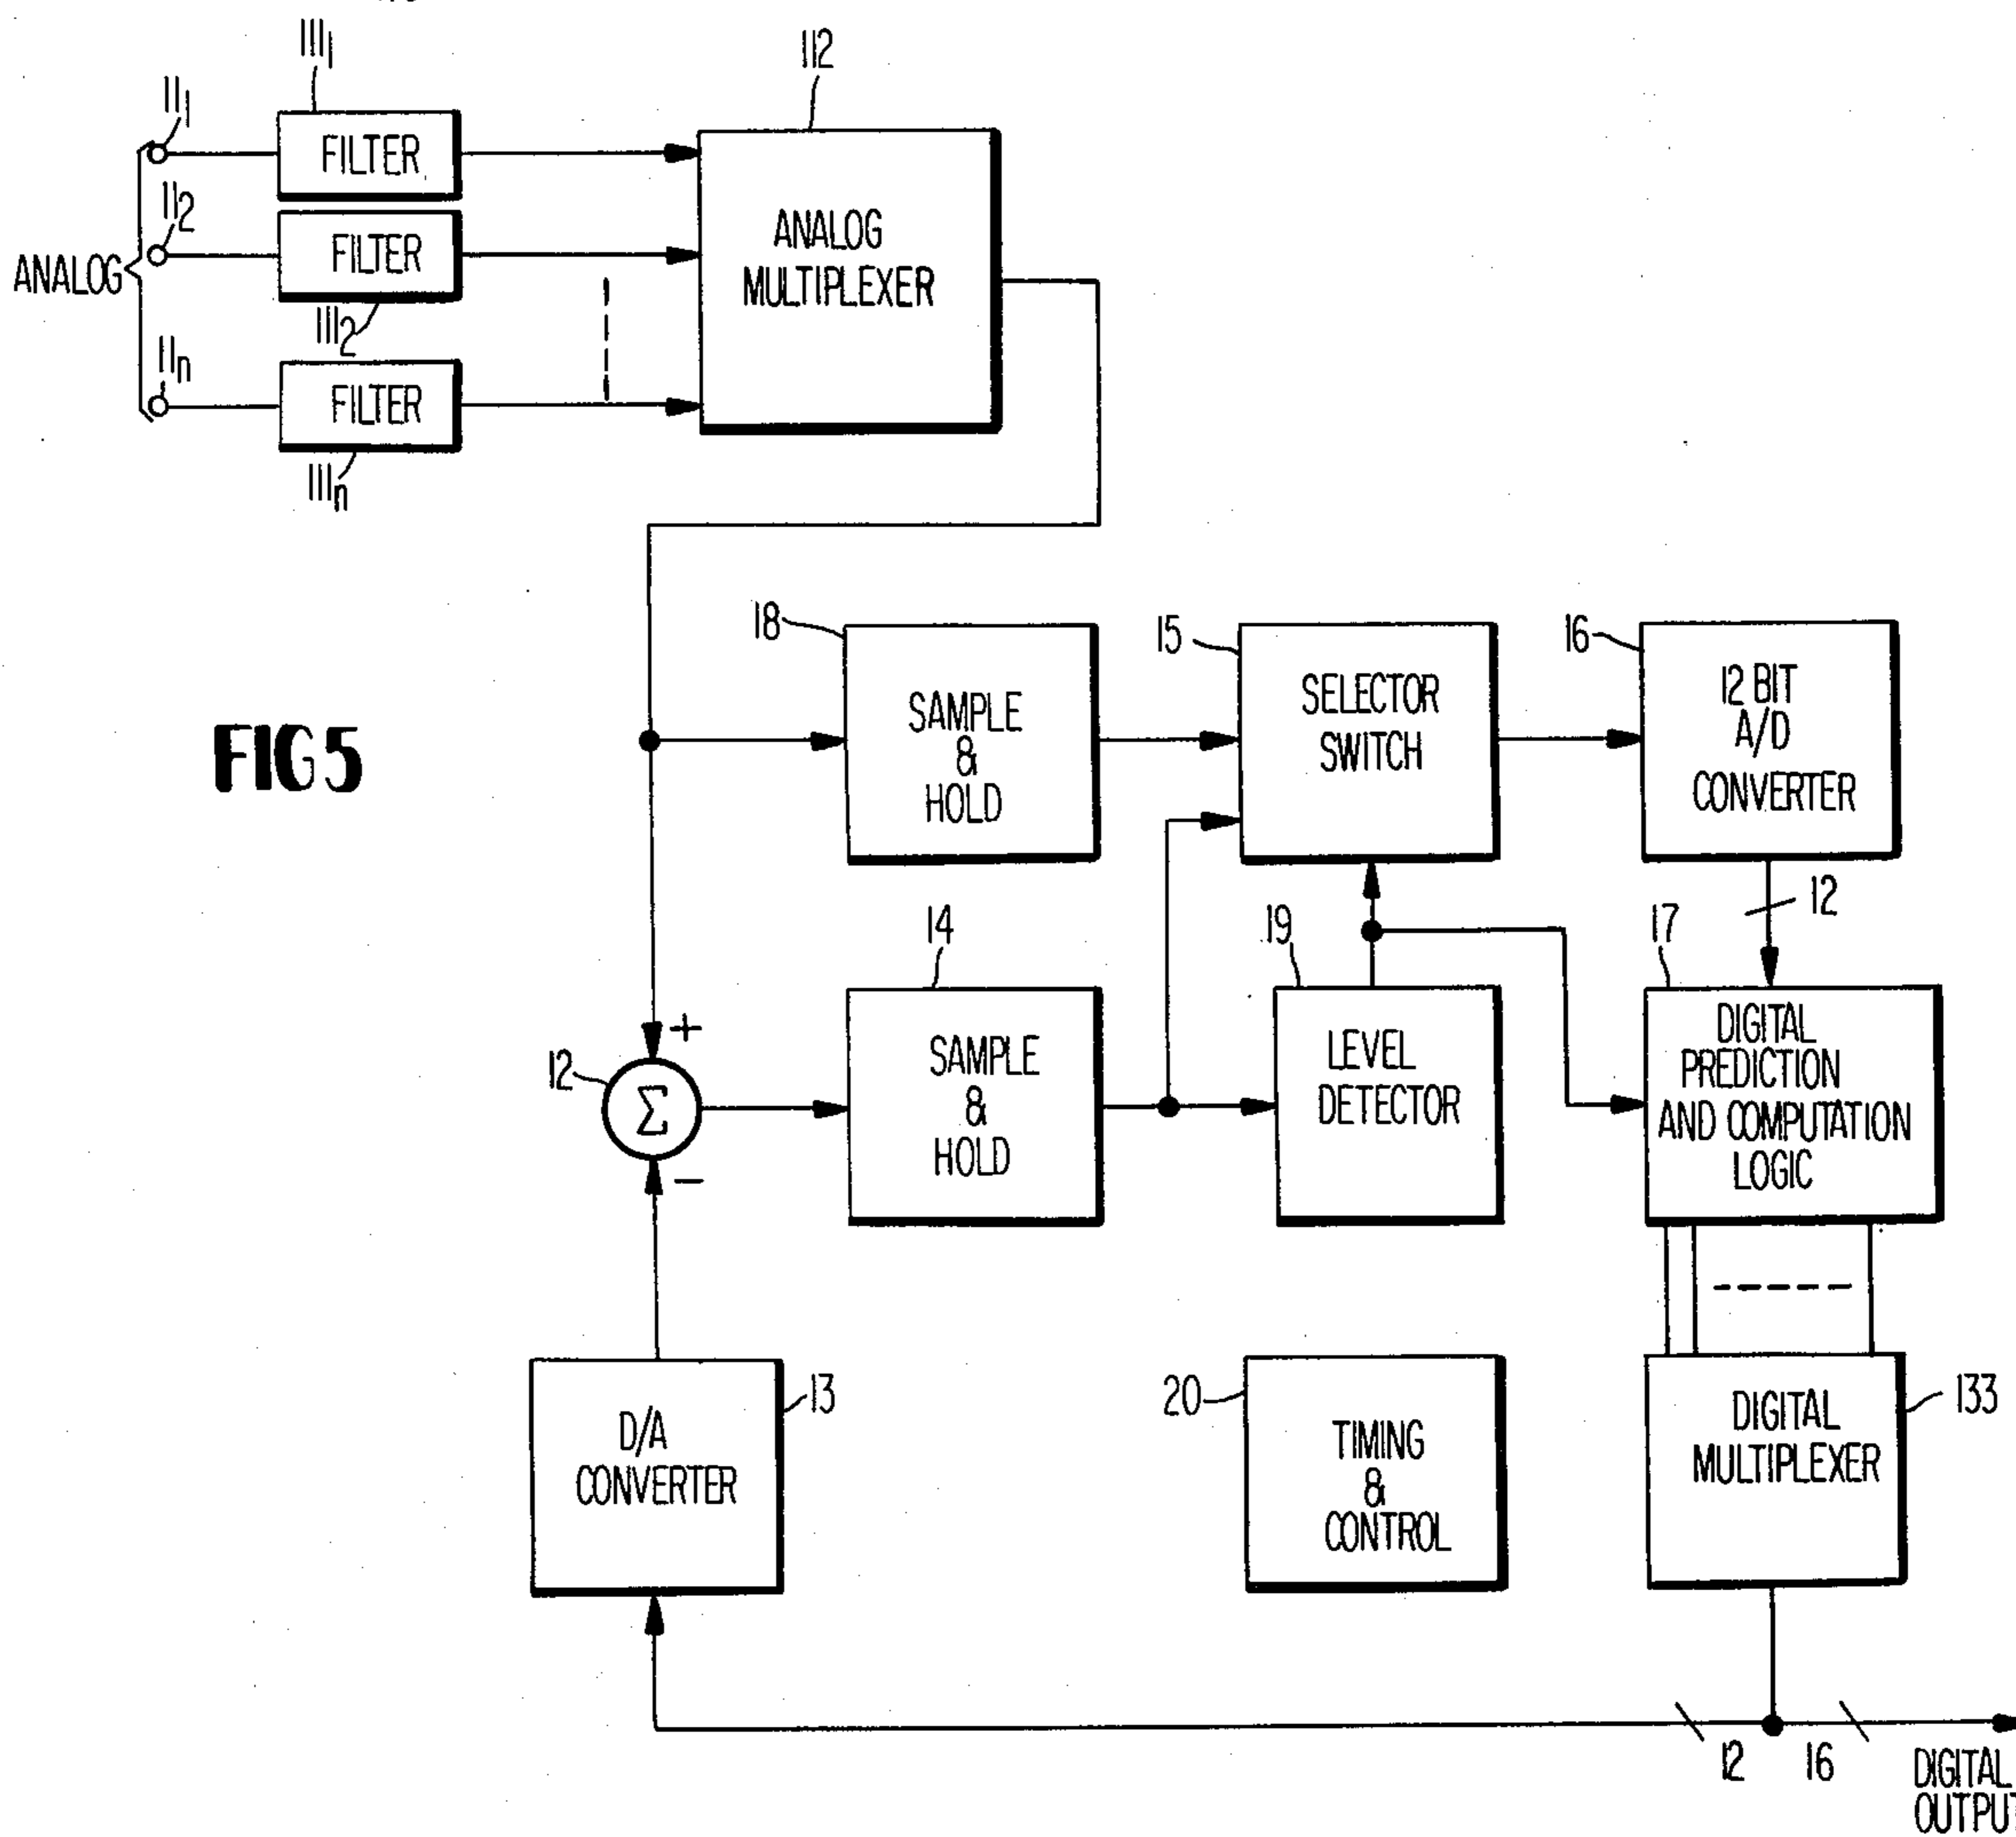 111₁
112
11₁
FILTER
11₂
FILTER
ANALOG
MULTIPLEXER
ANALOG
111₂
11ₙ
FILTER
111ₙ
18
15
16
SAMPLE
&
HOLD
SELECTOR
SWITCH
12 BIT
A/D
CONVERTER
FIG 5
12
14
19
17
+
12
Σ
−
SAMPLE
&
HOLD
LEVEL
DETECTOR
DIGITAL
PREDICTION
AND COMPUTATION
LOGIC
13
D/A
CONVERTER
20
TIMING
&
CONTROL
133
DIGITAL
MULTIPLEXER
12
16
DIGITAL
OUTPUT